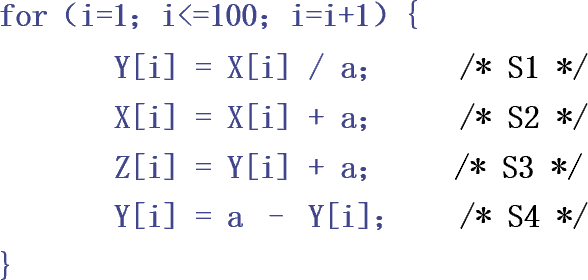 for (i=1; i<=100; i=i+1) {
Y[i] = X[i] / a; /* S1 */
X[i] = X[i] + a; /* S2 */
Z[i] = Y[i] + a; /* S3 */
Y[i] = a - Y[i]; /* S4 */
}